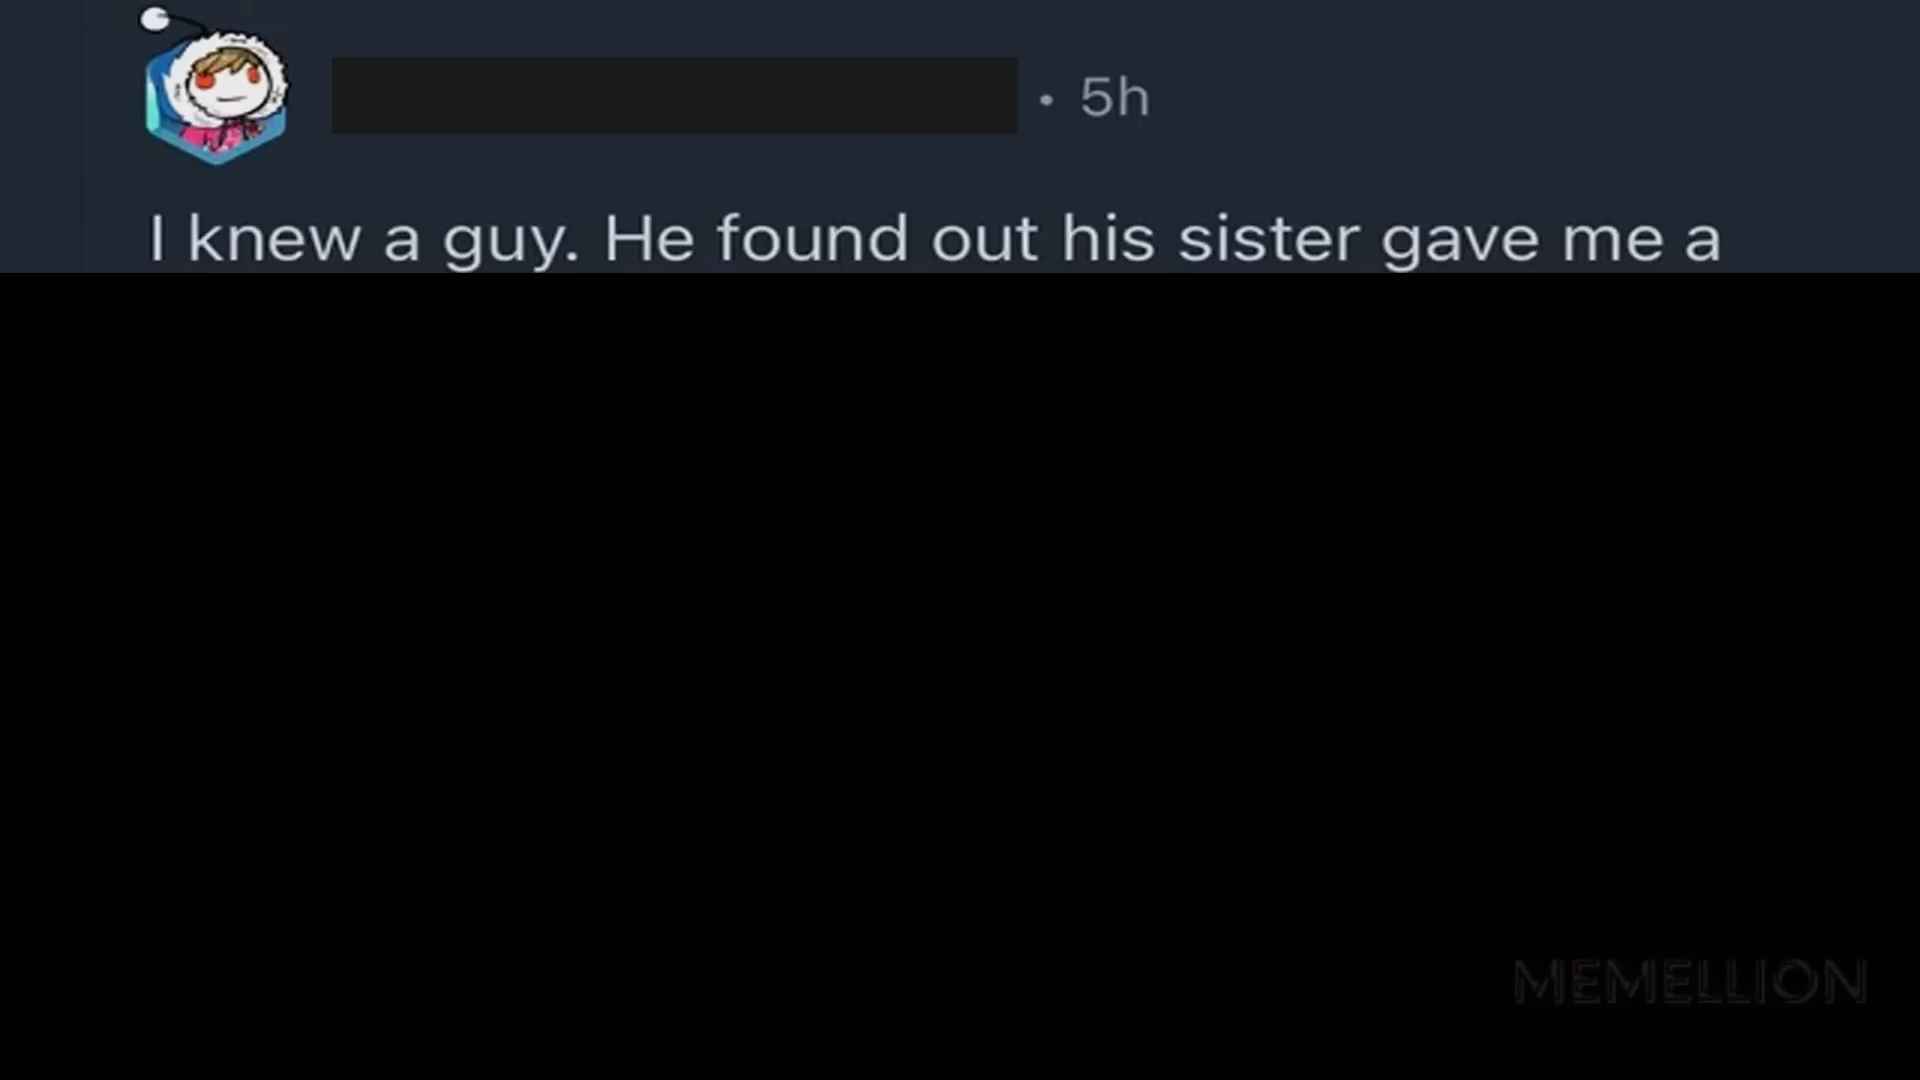 • 5h
I knew a guy. He found out his sister gave me a
MEMELLION